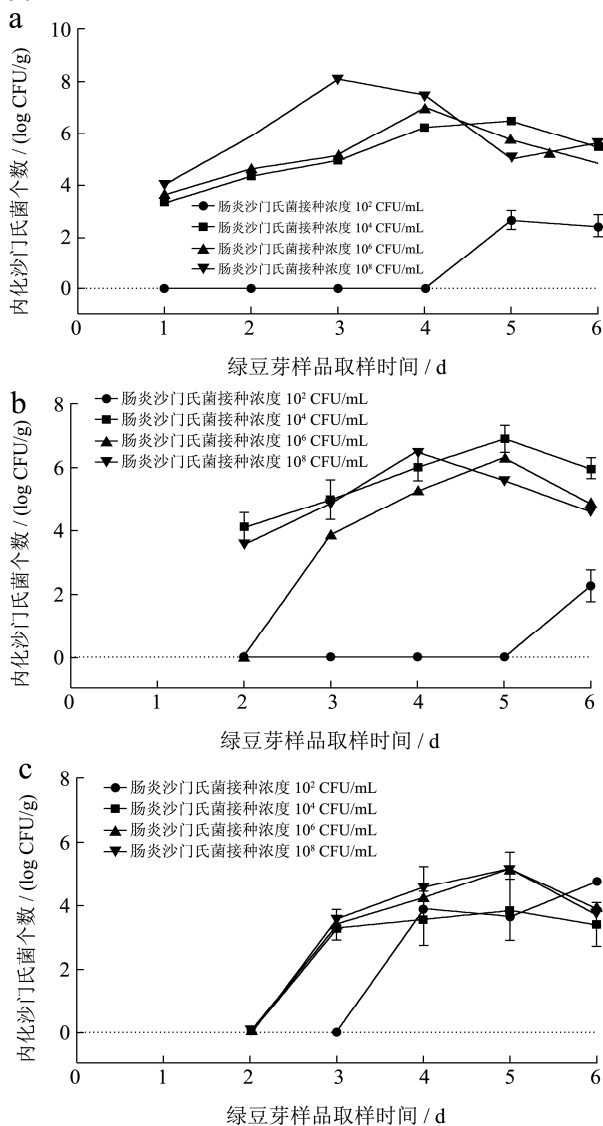 a
10
8
6
4
2
0
内化沙门氏菌个数 / (log CFU/g)
肠炎沙门氏菌接种浓度 10² CFU/mL
肠炎沙门氏菌接种浓度 10⁴ CFU/mL
肠炎沙门氏菌接种浓度 10⁶ CFU/mL
肠炎沙门氏菌接种浓度 10⁸ CFU/mL
0 1 2 3 4 5 6
绿豆芽样品取样时间 / d
b
肠炎沙门氏菌接种浓度 10² CFU/mL
肠炎沙门氏菌接种浓度 10⁴ CFU/mL
肠炎沙门氏菌接种浓度 10⁶ CFU/mL
肠炎沙门氏菌接种浓度 10⁸ CFU/mL
8
6
4
2
0
内化沙门氏菌个数 / (log CFU/g)
0 1 2 3 4 5 6
绿豆芽样品取样时间 / d
c
肠炎沙门氏菌接种浓度 10² CFU/mL
肠炎沙门氏菌接种浓度 10⁴ CFU/mL
肠炎沙门氏菌接种浓度 10⁶ CFU/mL
肠炎沙门氏菌接种浓度 10⁸ CFU/mL
8
6
4
2
0
内化沙门氏菌个数 / (log CFU/g)
0 1 2 3 4 5 6
绿豆芽样品取样时间 / d